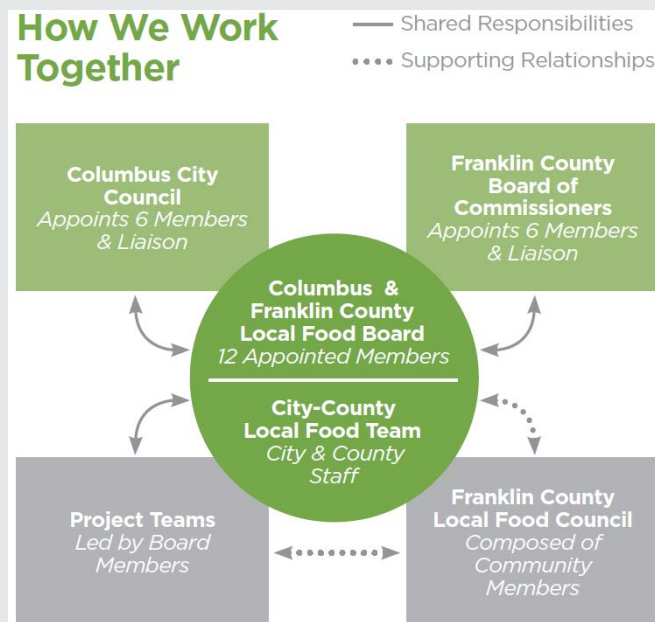 How We Work
Together
Shared Responsibilities
Supporting Relationships
Columbus City
Council
Appoints 6 Members
& Liaison
Franklin County
Board of
Commissioners
Appoints 6 Members
& Liaison
Columbus &
Franklin County
Local Food Board
12 Appointed Members
City-County
Local Food Team
City & County
Staff
Project Teams
Led by Board
Members
Franklin County
Local Food Council
Composed of
Community
Members